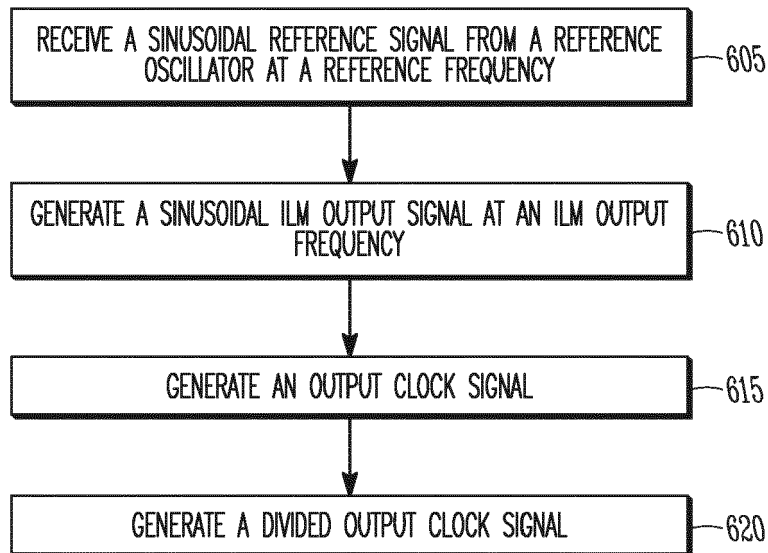 RECEIVE A SINUSOIDAL REFERENCE SIGNAL FROM A REFERENCE
OSCILLATOR AT A REFERENCE FREQUENCY
605
GENERATE A SINUSOIDAL ILM OUTPUT SIGNAL AT AN ILM OUTPUT
FREQUENCY
610
GENERATE AN OUTPUT CLOCK SIGNAL
615
GENERATE A DIVIDED OUTPUT CLOCK SIGNAL
620